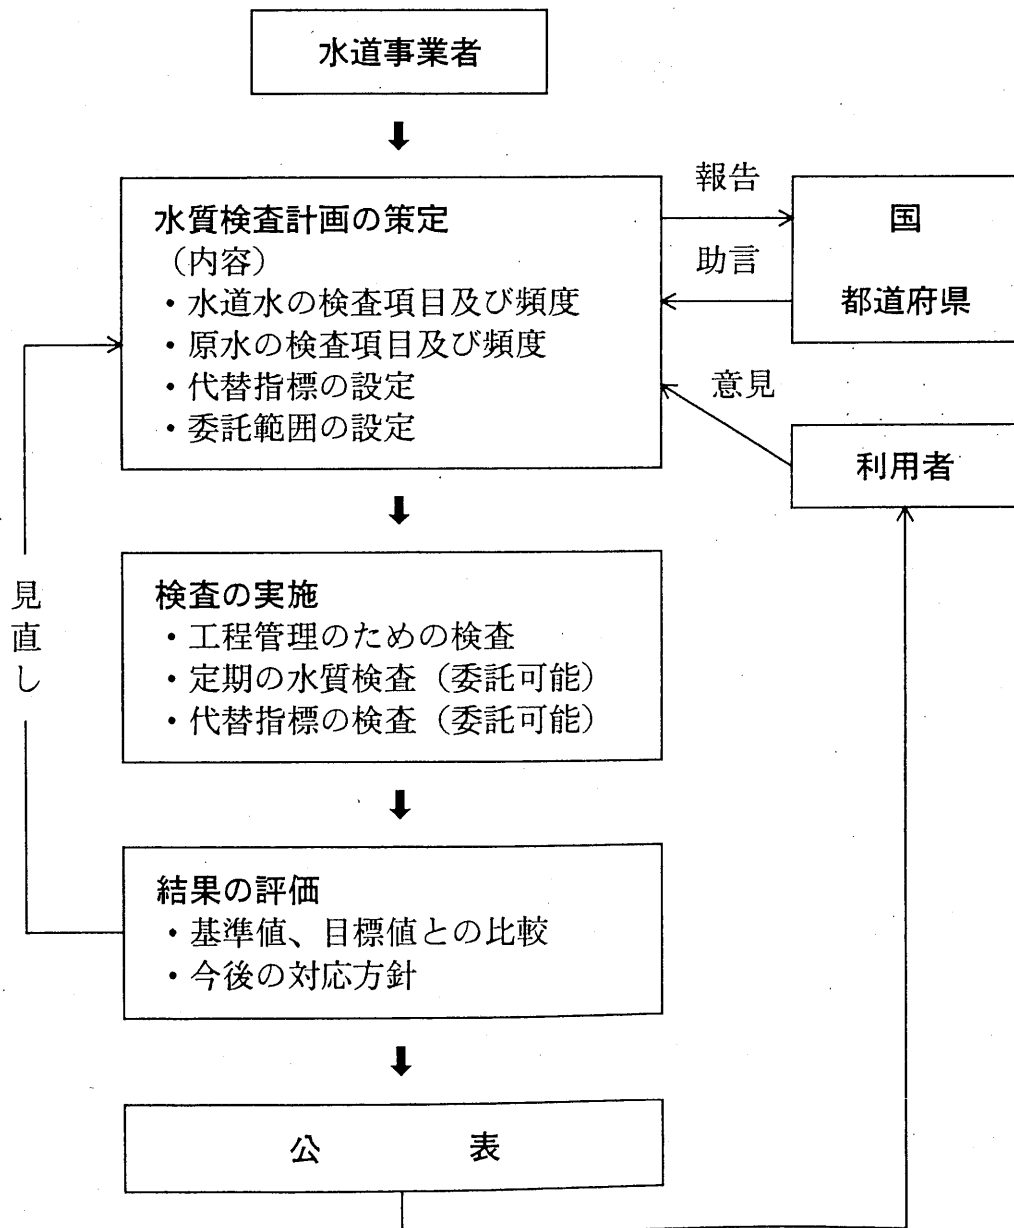 水道事業者
水質検査計画の策定
(内容)
・水道水の検査項目及び頻度
・原水の検査項目及び頻度
・代替指標の設定
・委託範囲の設定
報告
助言
国
都道府県
意見
利用者
見直し
検査の実施
・工程管理のための検査
・定期の水質検査(委託可能)
・代替指標の検査(委託可能)
結果の評価
・基準値、目標値との比較
・今後の対応方針
公表